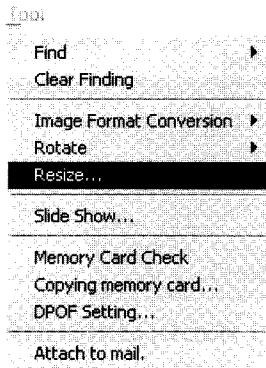 Tool
Find
Clear Finding
Image Format Conversion
Rotate
Resize...
Slide Show...
Memory Card Check
Copying memory card...
DPOF Setting...
Attach to mail.